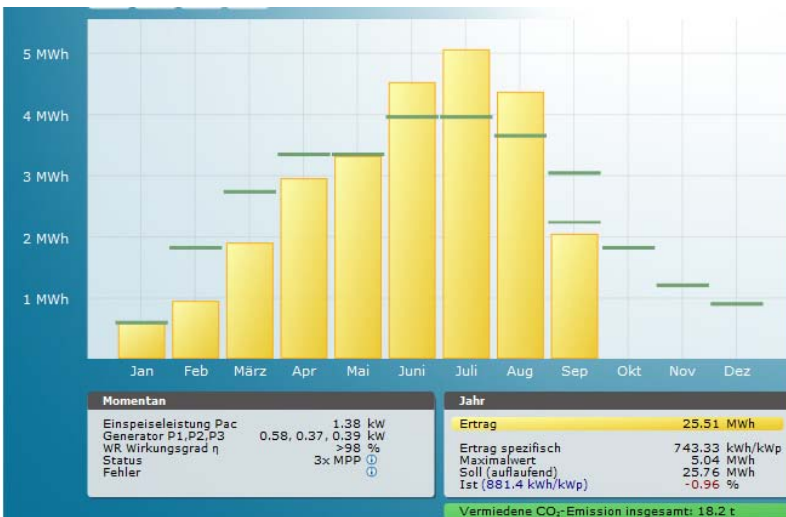 5 MWh
4 MWh
3 MWh
2 MWh
1 MWh
Jan Feb März Apr Mai Juni Juli Aug Sep Okt Nov Dez
Momentan
Einspeiseleistung Pac 1.38 kW
Generator P1,P2,P3 0.58, 0.37, 0.39 kW
WR Wirkungsgrad η >98 %
Status 3x MPP
Fehler
Jahr
Ertrag 25.51 MWh
Ertrag spezifisch 743.33 kWh/kWp
Maximalwert 5.04 MWh
Soll (auflaufend) 25.76 MWh
Ist (881.4 kWh/kWp) -0.96 %
Vermiedene CO₂-Emission insgesamt: 18.2 t